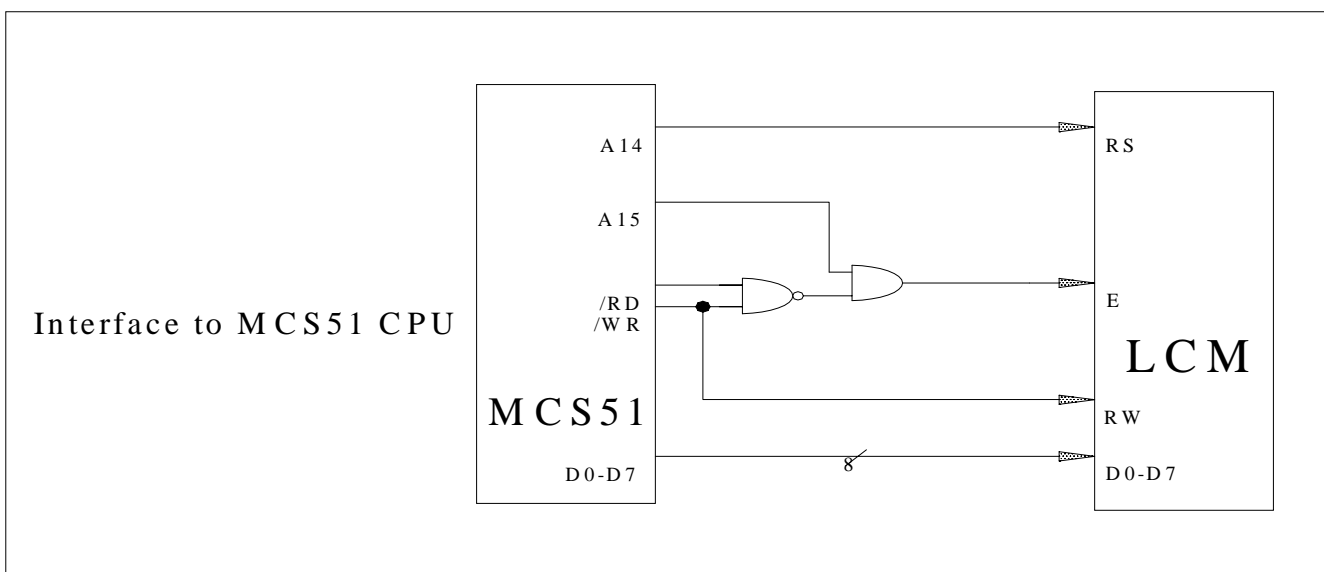 A14
RS
A15
/RD
E
/WR
Interface to MCS51 CPU
LCM
MCS51
RW
D0-D7
8
D0-D7